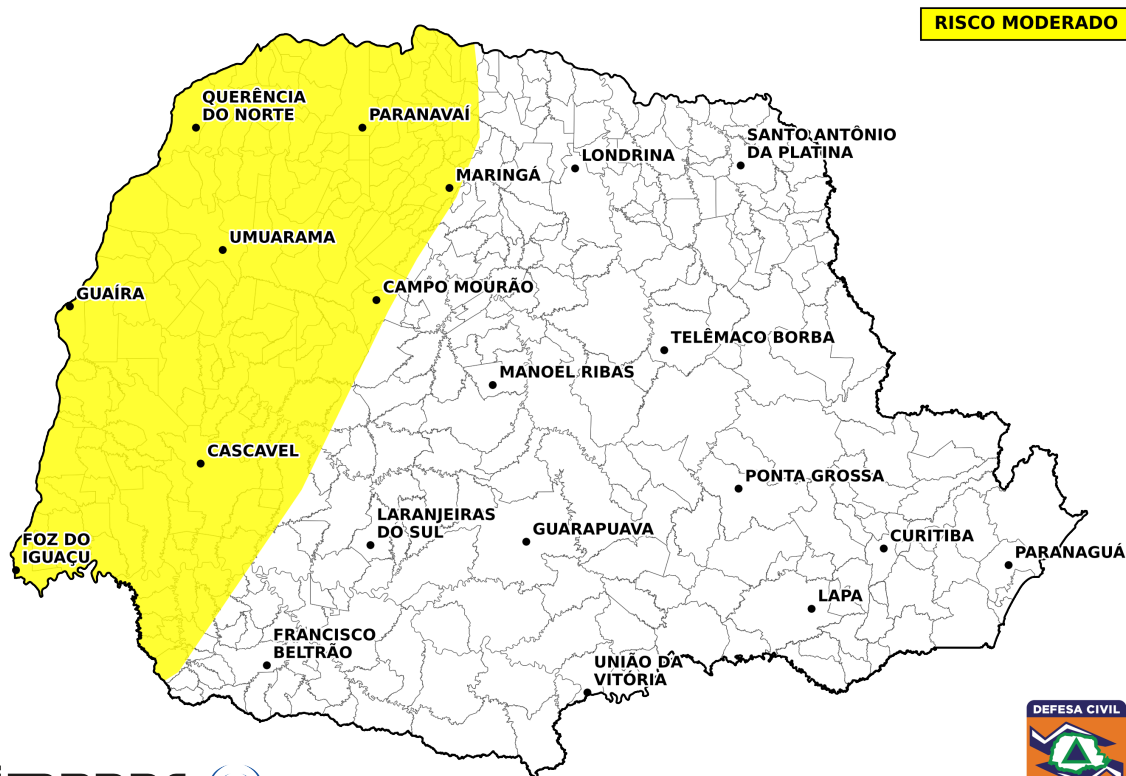 RISCO MODERADO
QUERÊNCIA
DO NORTE
PARANAVAÍ
SANTO ANTÔNIO
DA PLATINA
LONDRINA
MARINGÁ
UMUARAMA
CAMPO MOURÃO
GUAÍRA
TELÊMACO BORBA
MANOEL RIBAS
CASCAVEL
PONTA GROSSA
LARANJEIRAS
DO SUL
GUARAPUAVA
CURITIBA
FOZ DO
IGUAÇU
PARANAGUÁ
LAPA
FRANCISCO
BELTRÃO
UNIÃO DA
VITÓRIA
DEFESA CIVIL